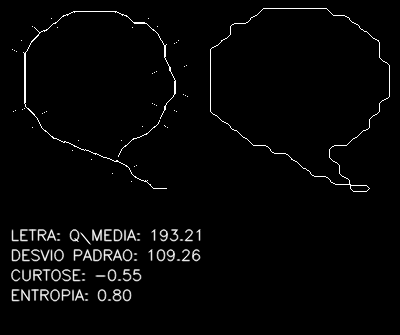 LETRA: Q\MEDIA: 193.21
DESVIO PADRAO: 109.26
CURTOSE: -0.55
ENTROPIA: 0.80